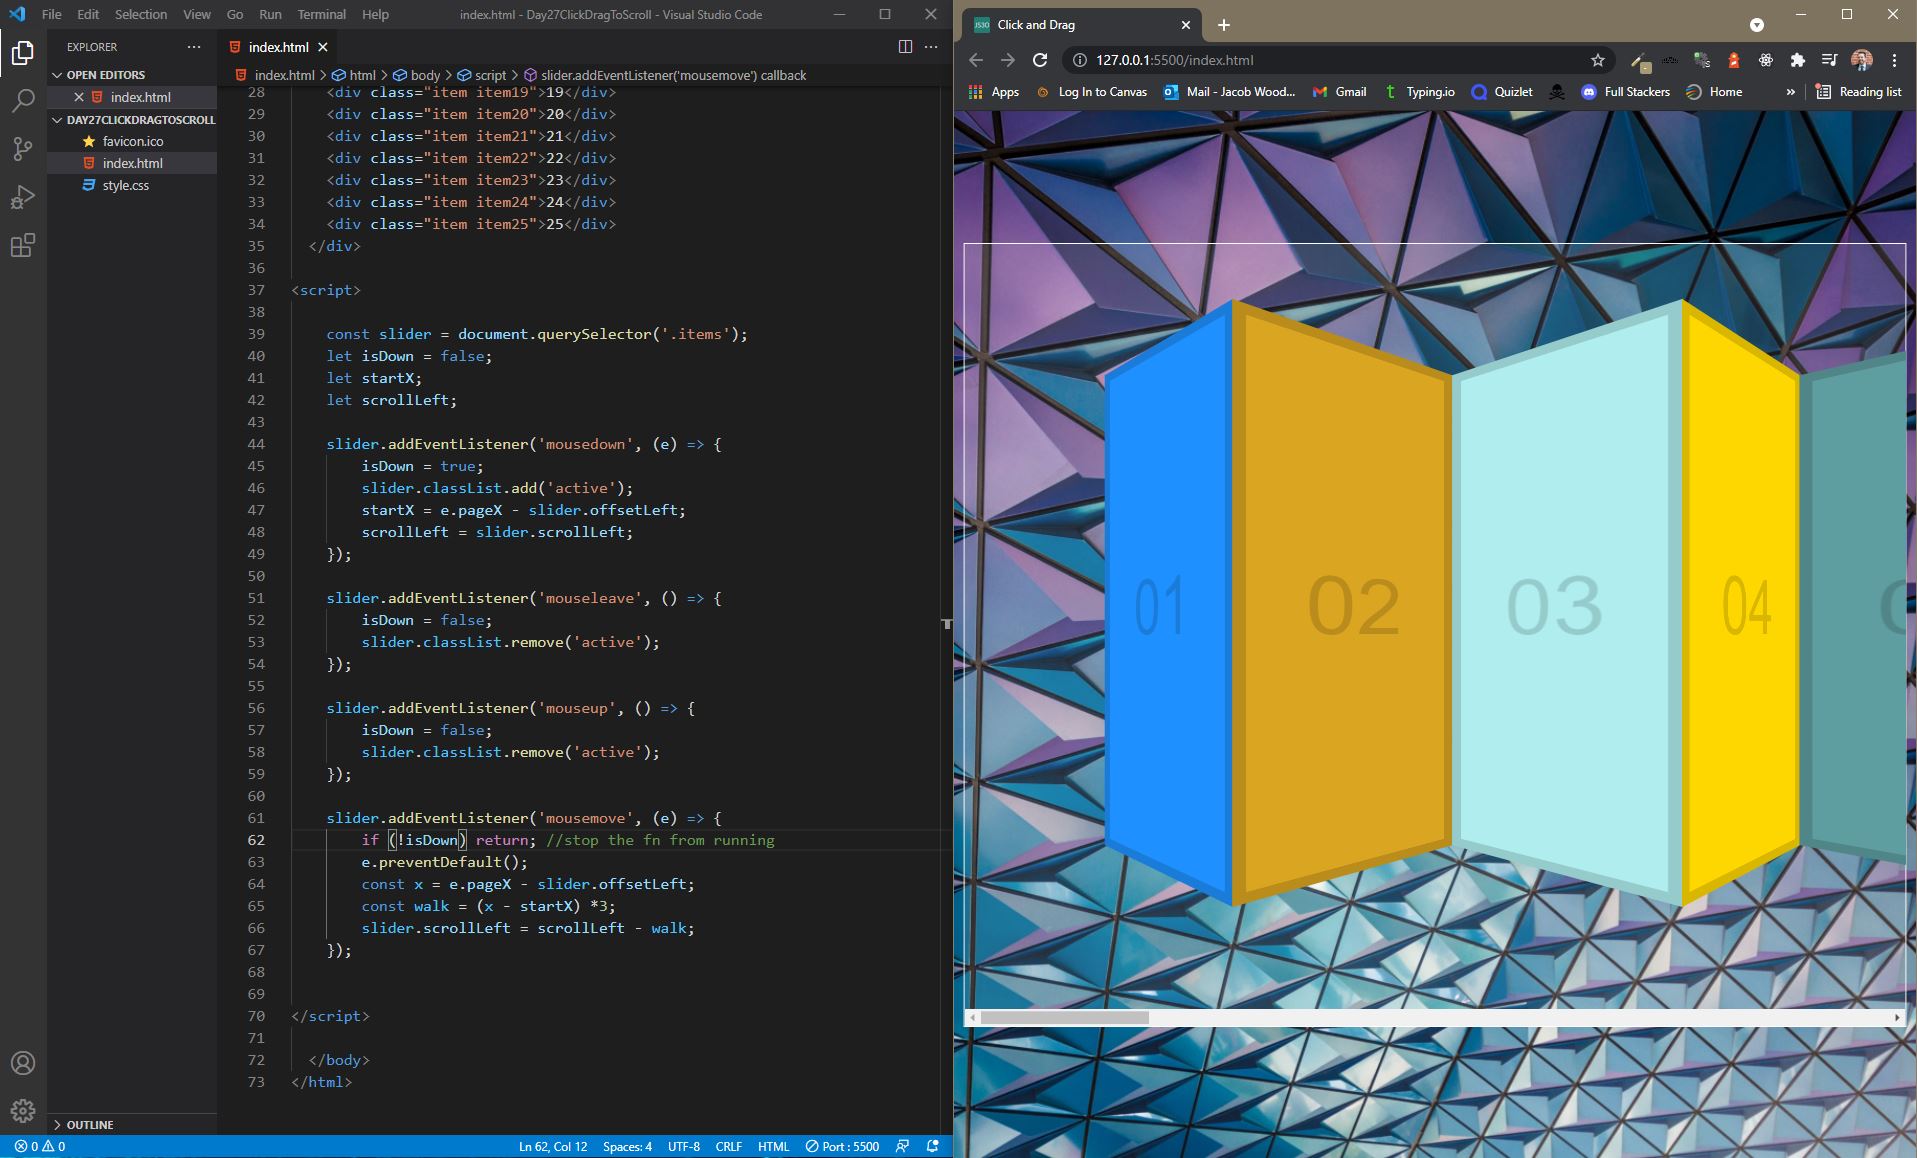 File Edit Selection View Go Run Terminal Help
index.html - Day27ClickDragToScroll - Visual Studio Code
EXPLORER
OPEN EDITORS
index.html
DAY27CLICKDRAGTOSCROLL
favicon.ico
index.html
style.css
OUTLINE
index.html
index.html > html > body > script > slider.addEventListener('mousemove') callback
28 <div class="item item19">19</div>
29 <div class="item item20">20</div>
30 <div class="item item21">21</div>
31 <div class="item item22">22</div>
32 <div class="item item23">23</div>
33 <div class="item item24">24</div>
34 <div class="item item25">25</div>
35 </div>
36
37 <script>
38
39 const slider = document.querySelector('.items');
40 let isDown = false;
41 let startX;
42 let scrollLeft;
43
44 slider.addEventListener('mousedown', (e) => {
45 isDown = true;
46 slider.classList.add('active');
47 startX = e.pageX - slider.offsetLeft;
48 scrollLeft = slider.scrollLeft;
49 });
50
51 slider.addEventListener('mouseleave', () => {
52 isDown = false;
53 slider.classList.remove('active');
54 });
55
56 slider.addEventListener('mouseup', () => {
57 isDown = false;
58 slider.classList.remove('active');
59 });
60
61 slider.addEventListener('mousemove', (e) => {
62 if (!isDown) return; //stop the fn from running
63 e.preventDefault();
64 const x = e.pageX - slider.offsetLeft;
65 const walk = (x - startX) *3;
66 slider.scrollLeft = scrollLeft - walk;
67 });
68
69
70 </script>
71
72 </body>
73 </html>
0 0
Ln 62, Col 12 Spaces: 4 UTF-8 CRLF HTML Port : 5500
JS30 Click and Drag
127.0.0.1:5500/index.html
Apps Log In to Canvas Mail - Jacob Wood... Gmail Typing.io Quizlet Full Stackers Home » Reading list
01 02 03 04